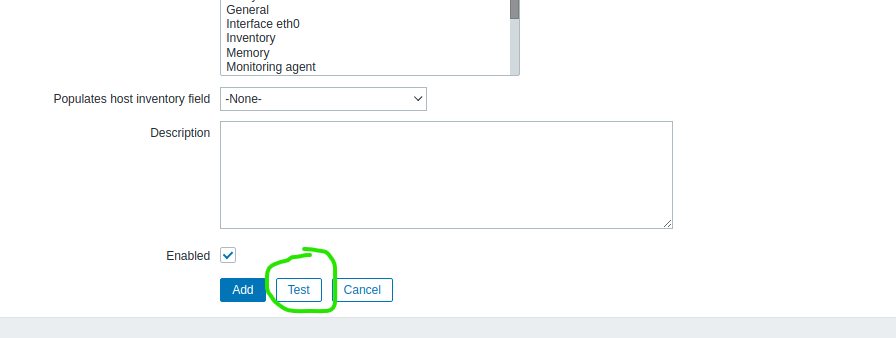 General
Interface eth0
Inventory
Memory
Monitoring agent
Populates host inventory field
-None-
Description
Enabled
Add
Test
Cancel